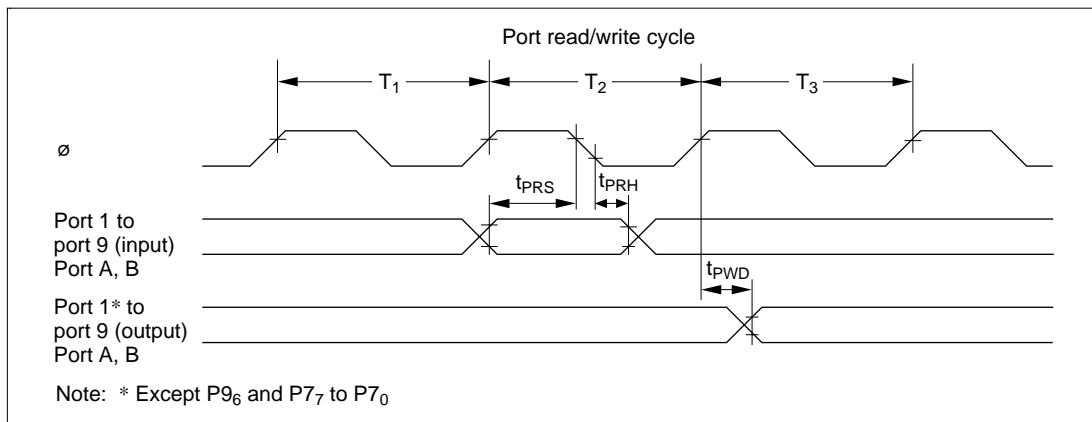 Port read/write cycle
T1 T2 T3
ø
tPRS tPRH
Port 1 to
port 9 (input)
Port A, B
tPWD
Port 1* to
port 9 (output)
Port A, B
Note: * Except P96 and P77 to P70